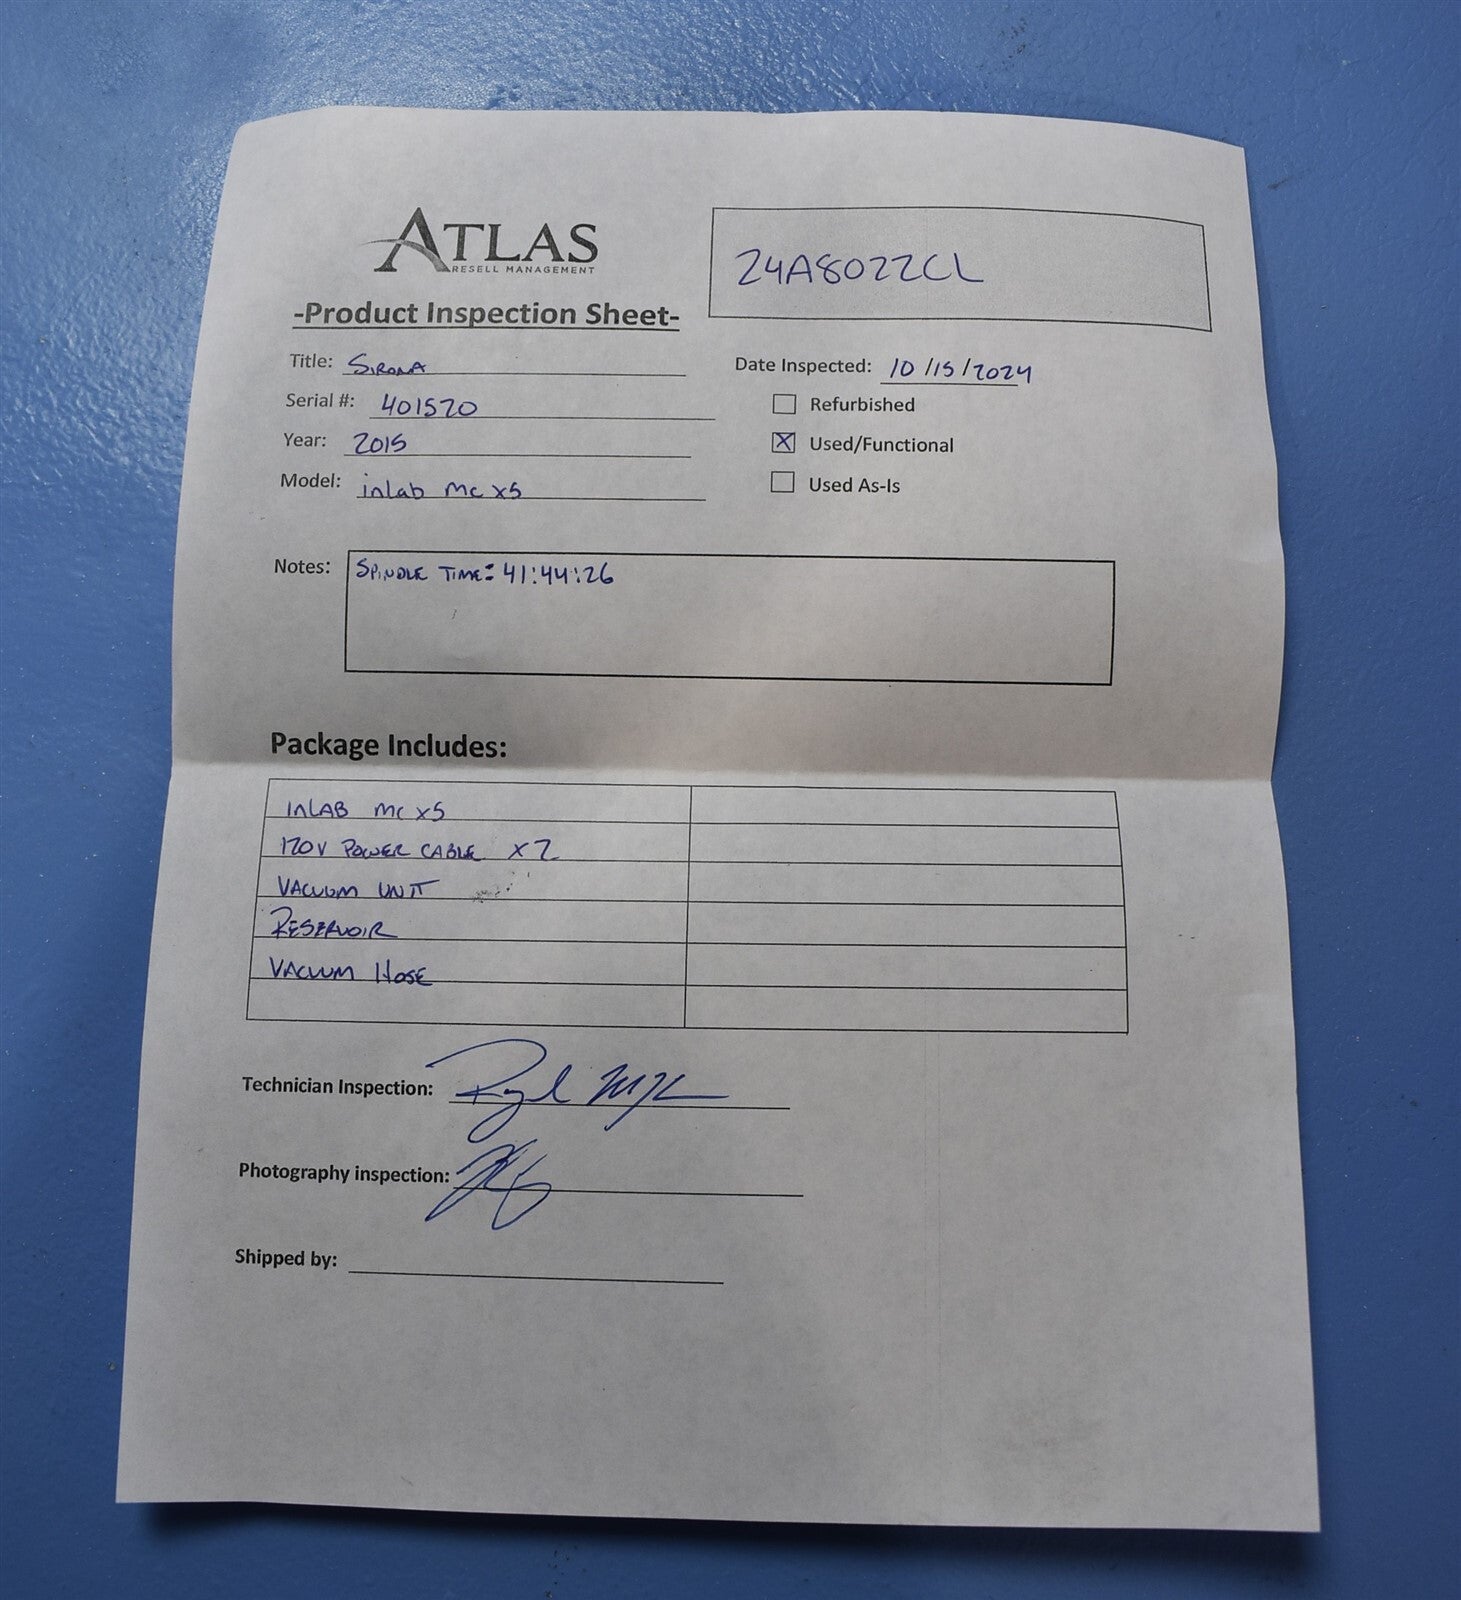 ATLAS
RESELL MANAGEMENT
24A8022CL
-Product Inspection Sheet-
Title: Sirona
Date Inspected: 10/15/2024
Serial #: 401520
Refurbished
Year: 2015
X Used/Functional
Model: inlab mc x5
Used As-Is
Notes: SPINDLE TIME: 41:44:26
Package Includes:
INLAB MC X5
120V POWER CABLE X2
VACUUM UNIT
RESERVOIR
VACUUM HOSE
Technician Inspection:
Photography inspection:
Shipped by: